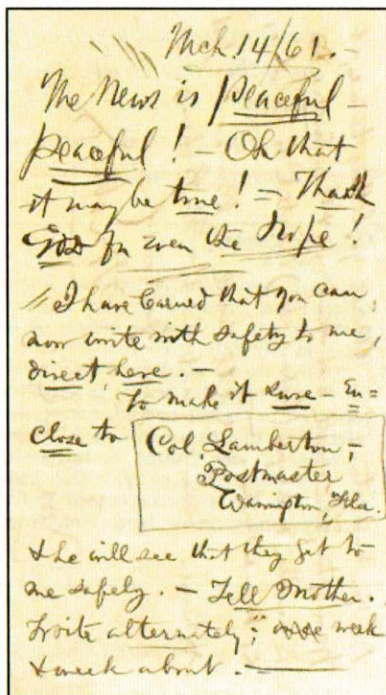 Mch. 14/61. -
The News is peaceful -
peaceful! - Oh that
it may be true! - Thank
God for even the hope!
"I have learned that you can,
now write with safety to me,
direct, here. -
To make it sure - En=
close to
Col. Lamberton -
Postmaster
Warrington, Fla.
& he will see that they get to
me safely. - Tell Mother.
Write alternately; week
& week about. -